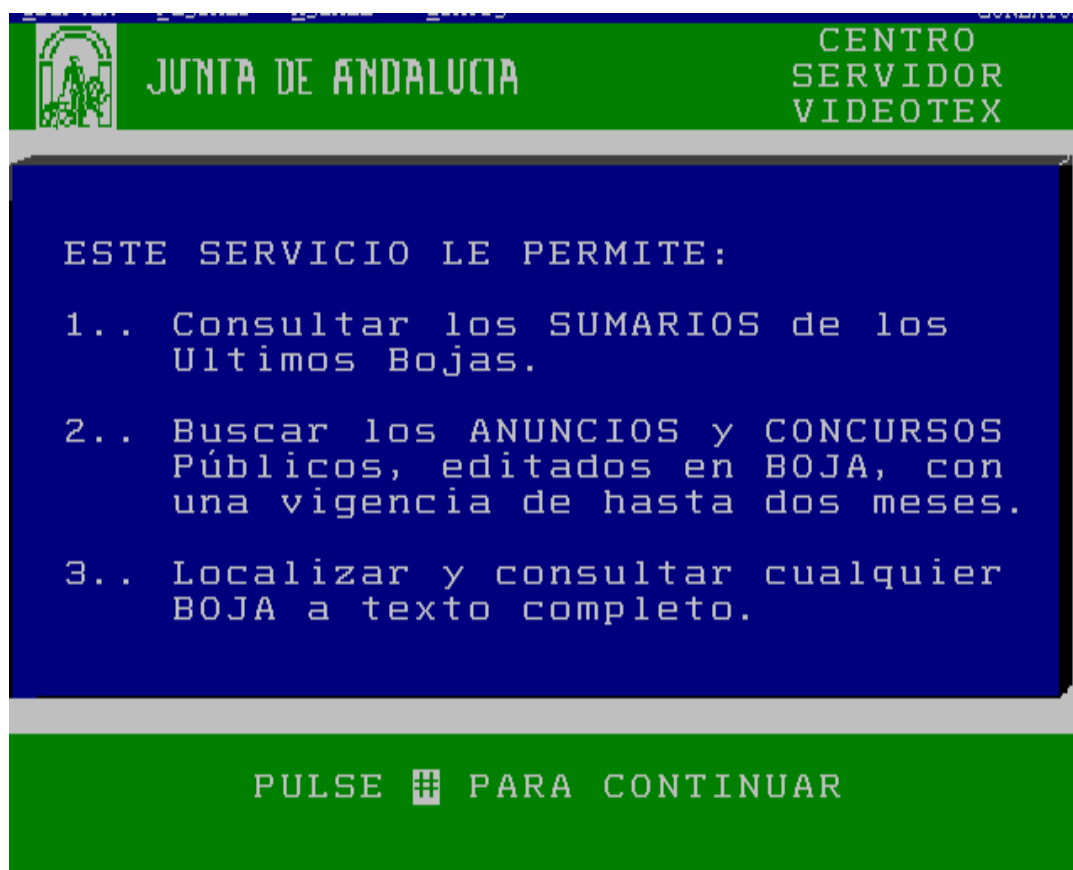 JUNTA DE ANDALUCIA
CENTRO
SERVIDOR
VIDEOTEX
ESTE SERVICIO LE PERMITE:
1.. Consultar los SUMARIOS de los
Ultimos Bojas.
2.. Buscar los ANUNCIOS y CONCURSOS
Públicos, editados en BOJA, con
una vigencia de hasta dos meses.
3.. Localizar y consultar cualquier
BOJA a texto completo.
PULSE # PARA CONTINUAR